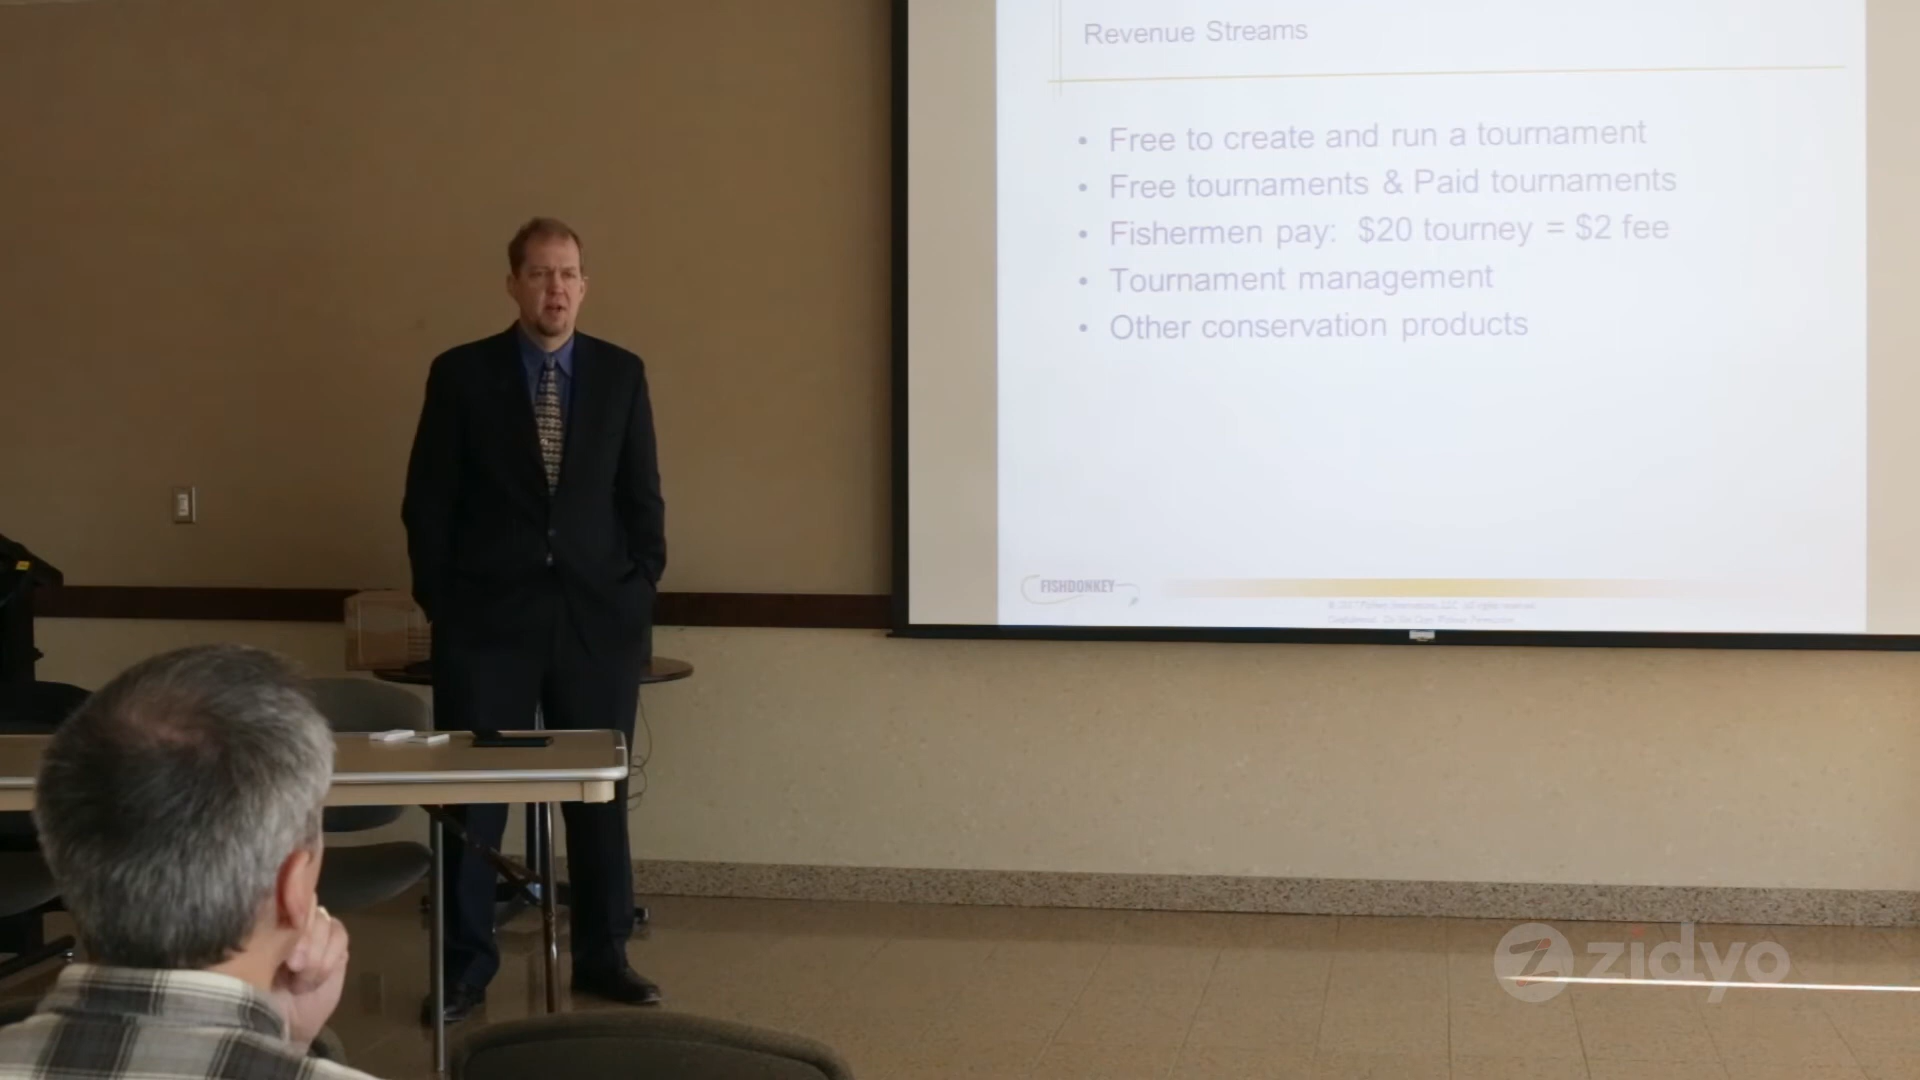 Revenue Streams
• Free to create and run a tournament
• Free tournaments & Paid tournaments
• Fishermen pay: $20 tourney = $2 fee
• Tournament management
• Other conservation products
FISHDONKEY
zidyo